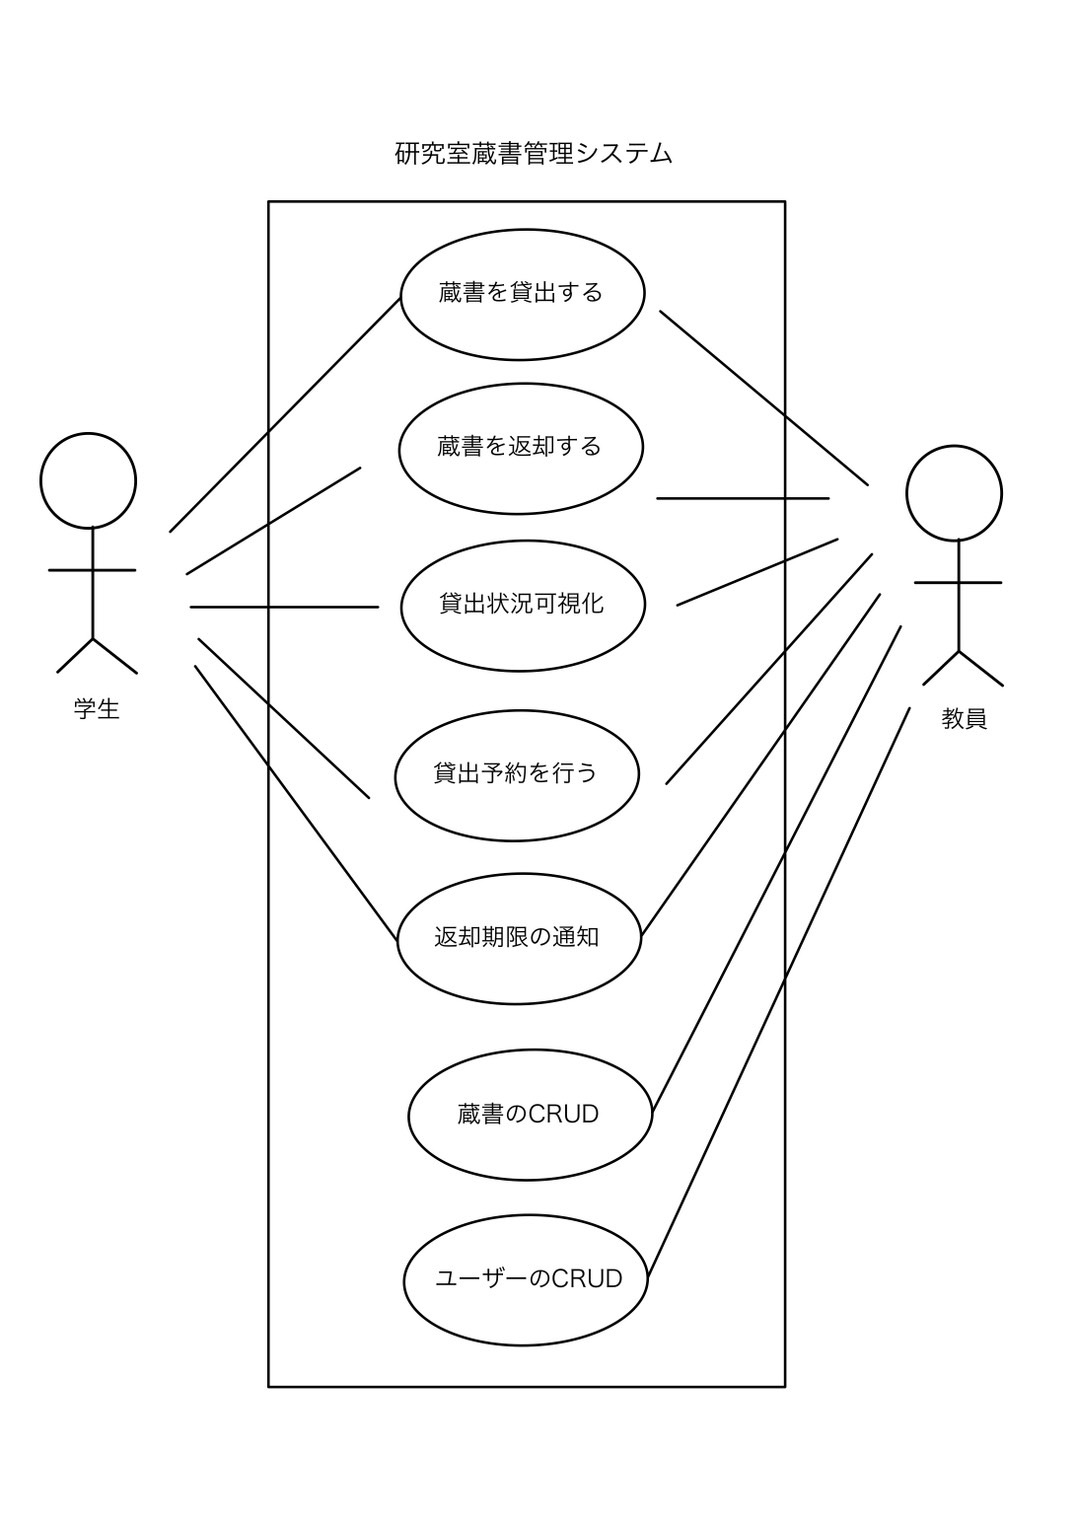 研究室蔵書管理システム
蔵書を貸出する
蔵書を返却する
貸出状況可視化
学生
教員
貸出予約を行う
返却期限の通知
蔵書のCRUD
ユーザーのCRUD